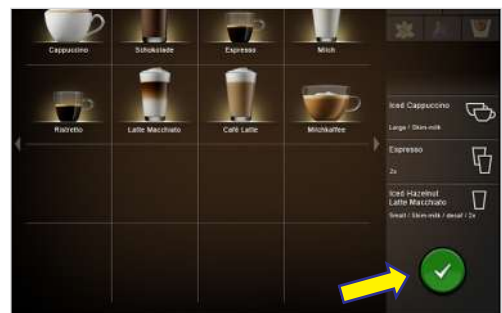 Cappuccino
Schokolade
Espresso
Milch
Ristretto
Latte Macchiato
Café Latte
Milchkaffee
Iced Cappuccino
Large / Skim-milk
Espresso
2x
Iced Hazelnut
Latte Macchiato
Small / Skim-milk / decaf / 2x